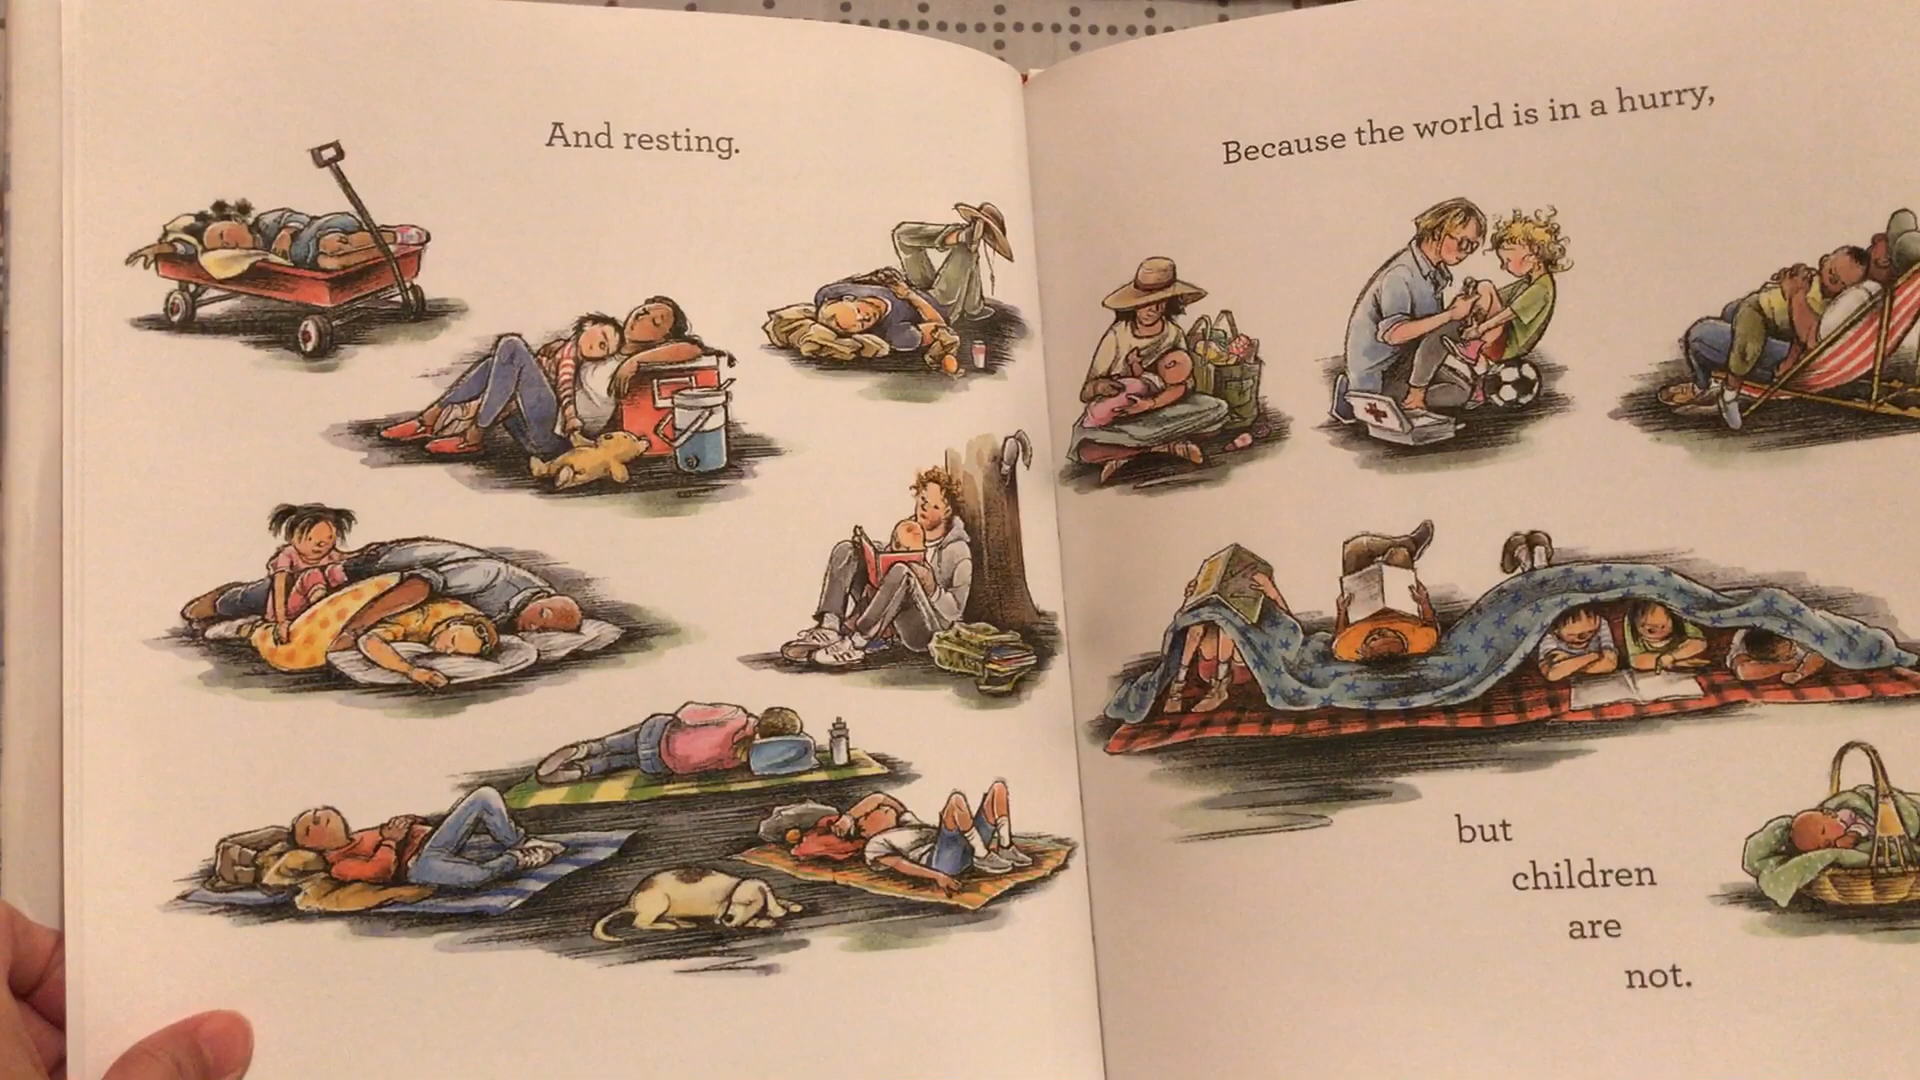 And resting.
Because the world is in a hurry,
but
children
are
not.